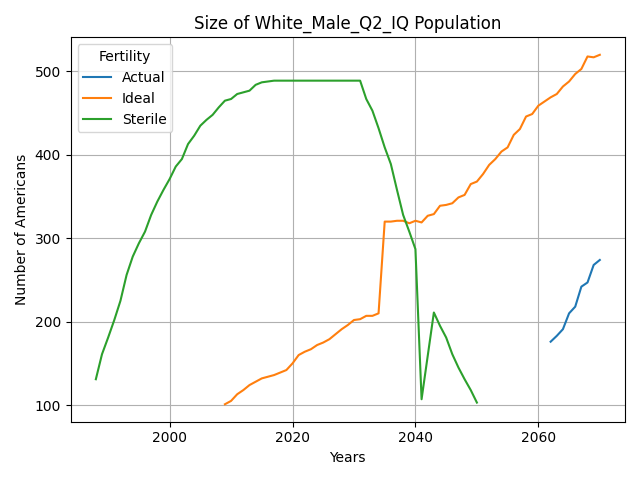 Size of White_Male_Q2_IQ Population
Fertility
Actual
Ideal
Sterile
Number of Americans
500
400
300
200
100
2000
2020
2040
2060
Years